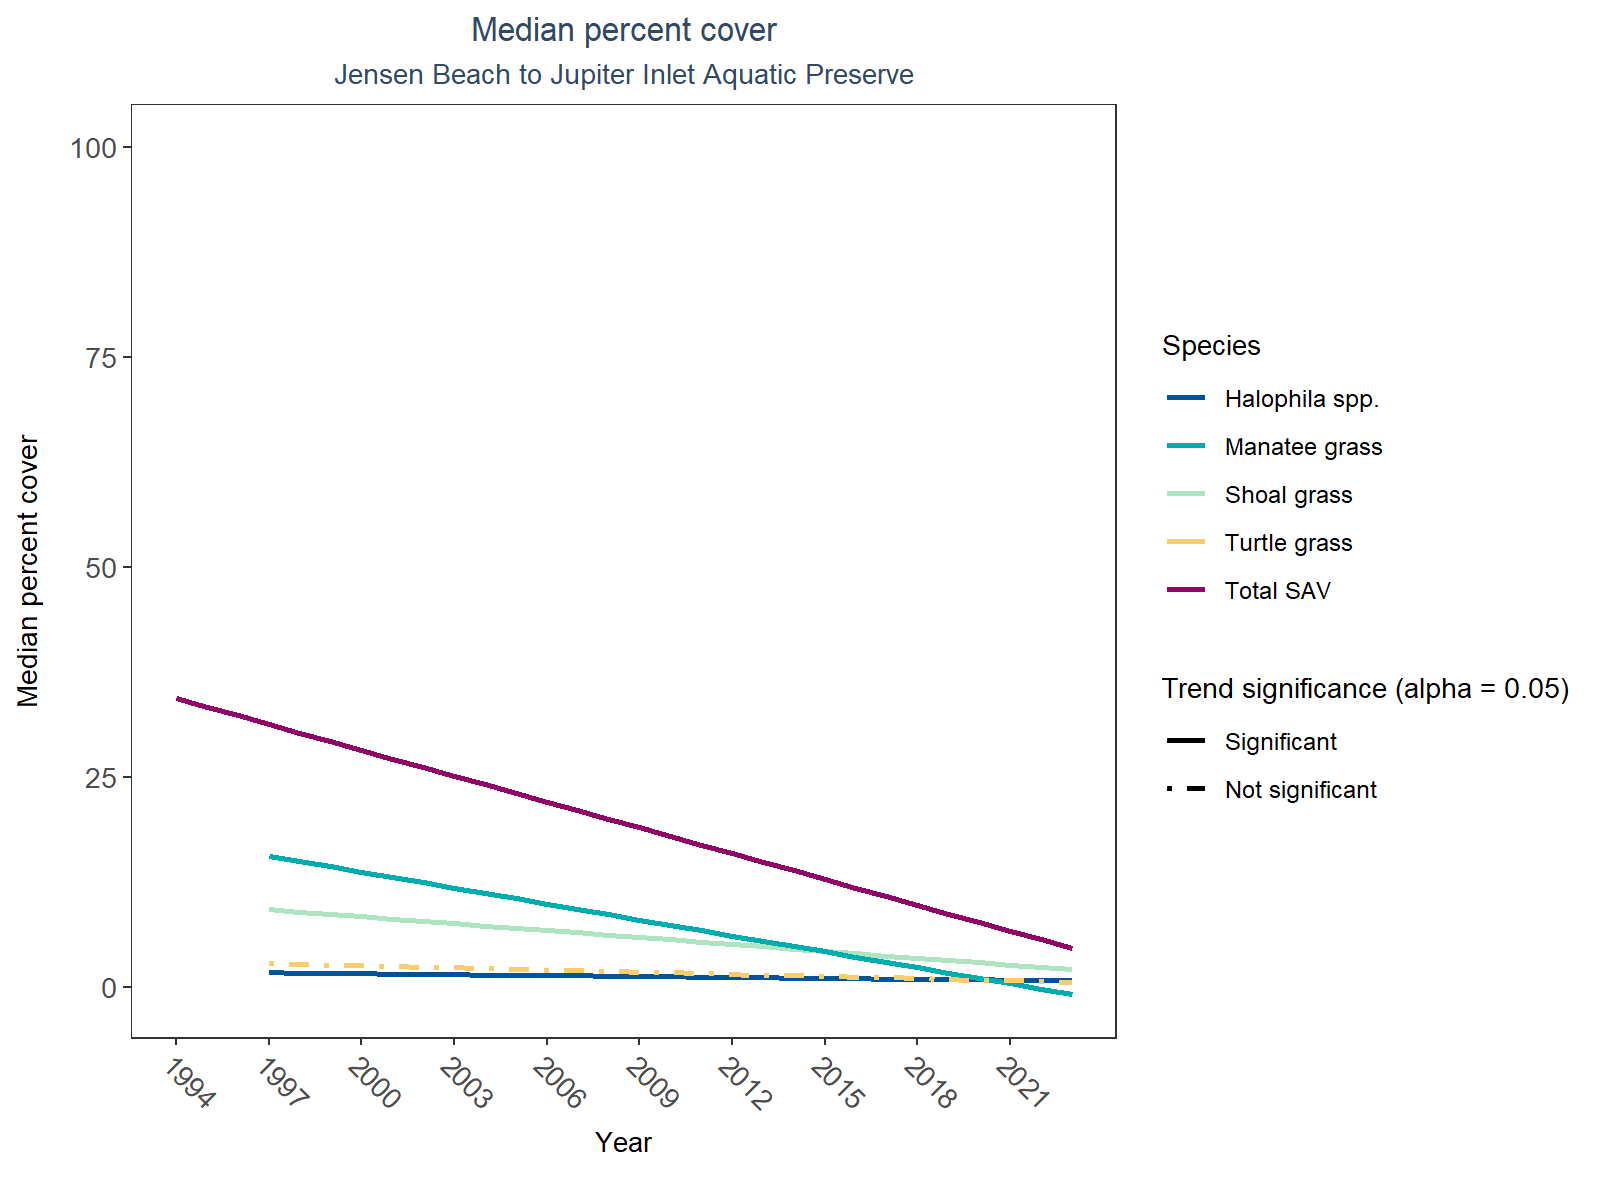 Median percent cover
Jensen Beach to Jupiter Inlet Aquatic Preserve
Median percent cover
100
75
50
25
0
1994
1997
2000
2003
2006
2009
2012
2015
2018
2021
Year
Species
Halophila spp.
Manatee grass
Shoal grass
Turtle grass
Total SAV
Trend significance (alpha = 0.05)
Significant
Not significant